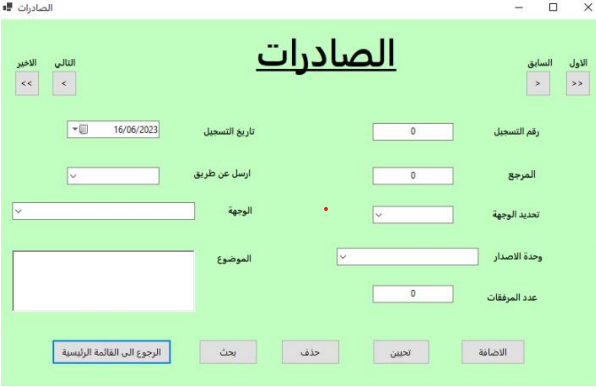 الصادرات
الصادرات
الاول السابق التالي الاخير
<< < > >>
رقم التسجيل 0 تاريخ التسجيل 16/06/2023
المرجع 0 ارسل عن طريق
تحديد الوجهة الوجهة
وحدة الاصدار الموضوع
عدد المرفقات 0
الاضافة تحيين حذف بحث الرجوع الى القائمة الرئيسية